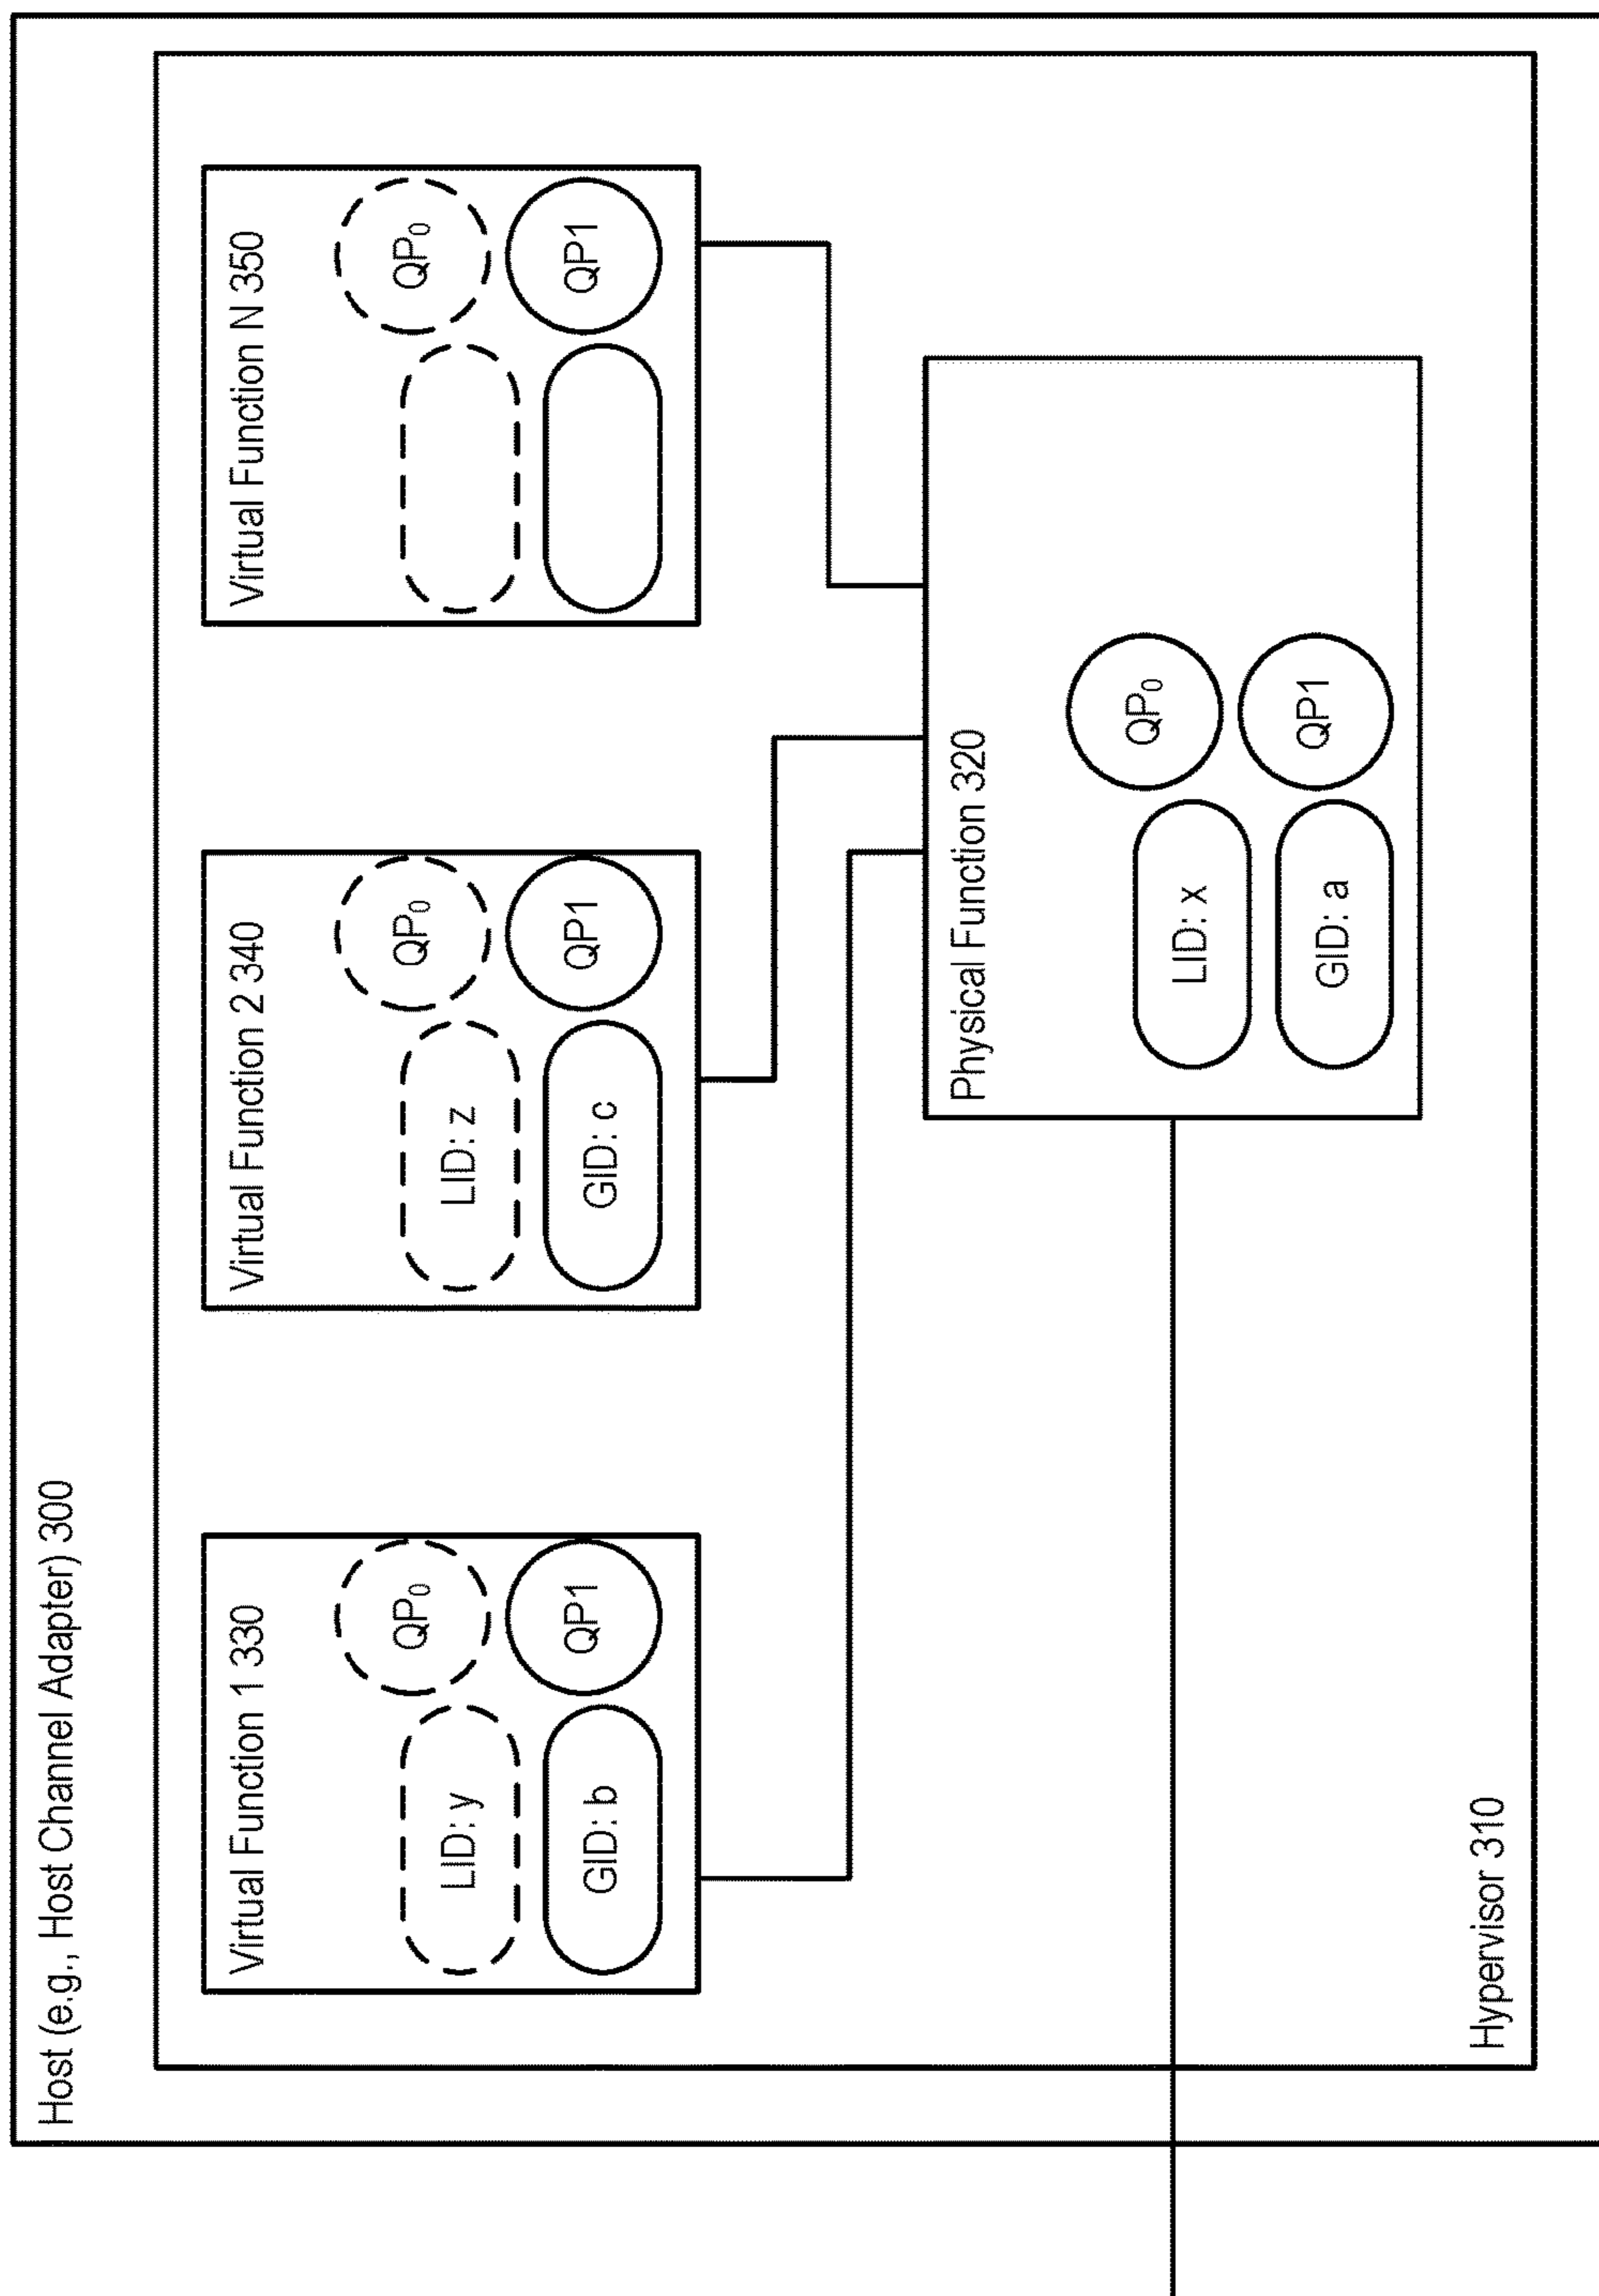 Host (e.g., Host Channel Adapter) 300
Virtual Function 1 330
LID: y
QP₀
GID: b
QP1
Virtual Function 2 340
LID: z
QP₀
GID: c
QP1
Virtual Function N 350
QP₀
QP1
Physical Function 320
LID: x
QP₀
GID: a
QP1
Hypervisor 310